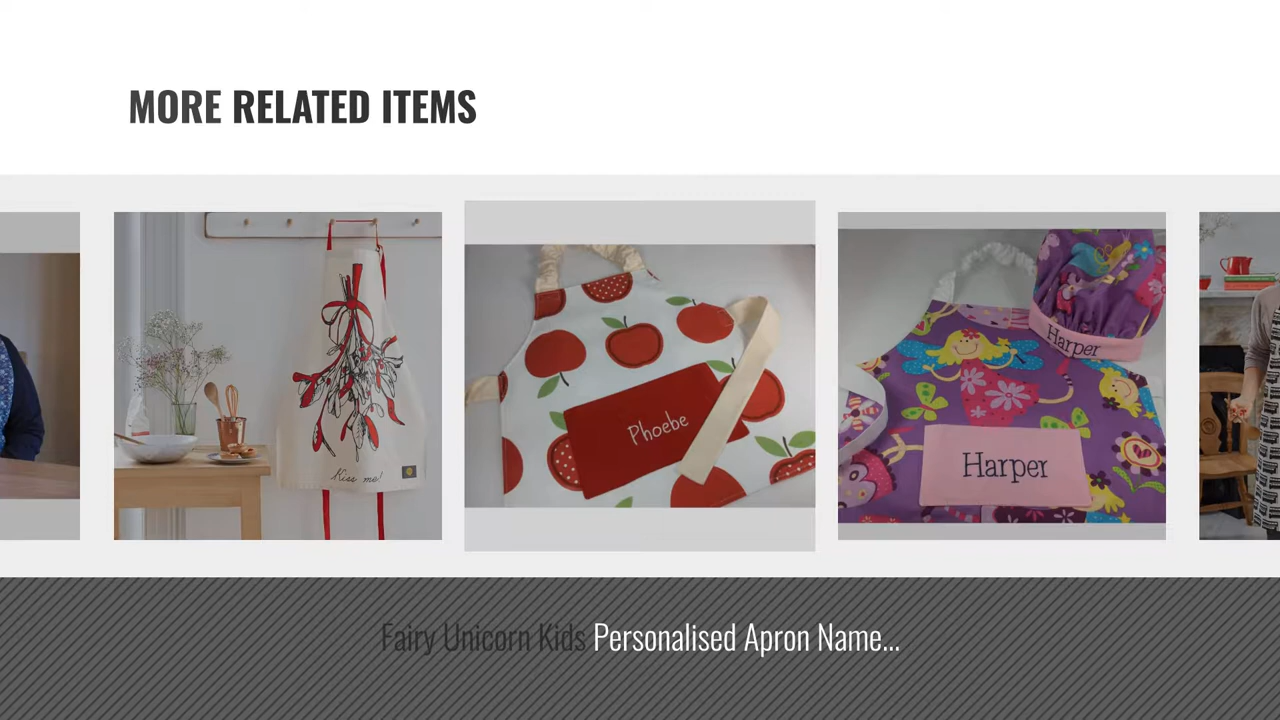 MORE RELATED ITEMS
Kiss me!
Phoebe
Harper
Harper
Fairy Unicorn Kids Personalised Apron Name...